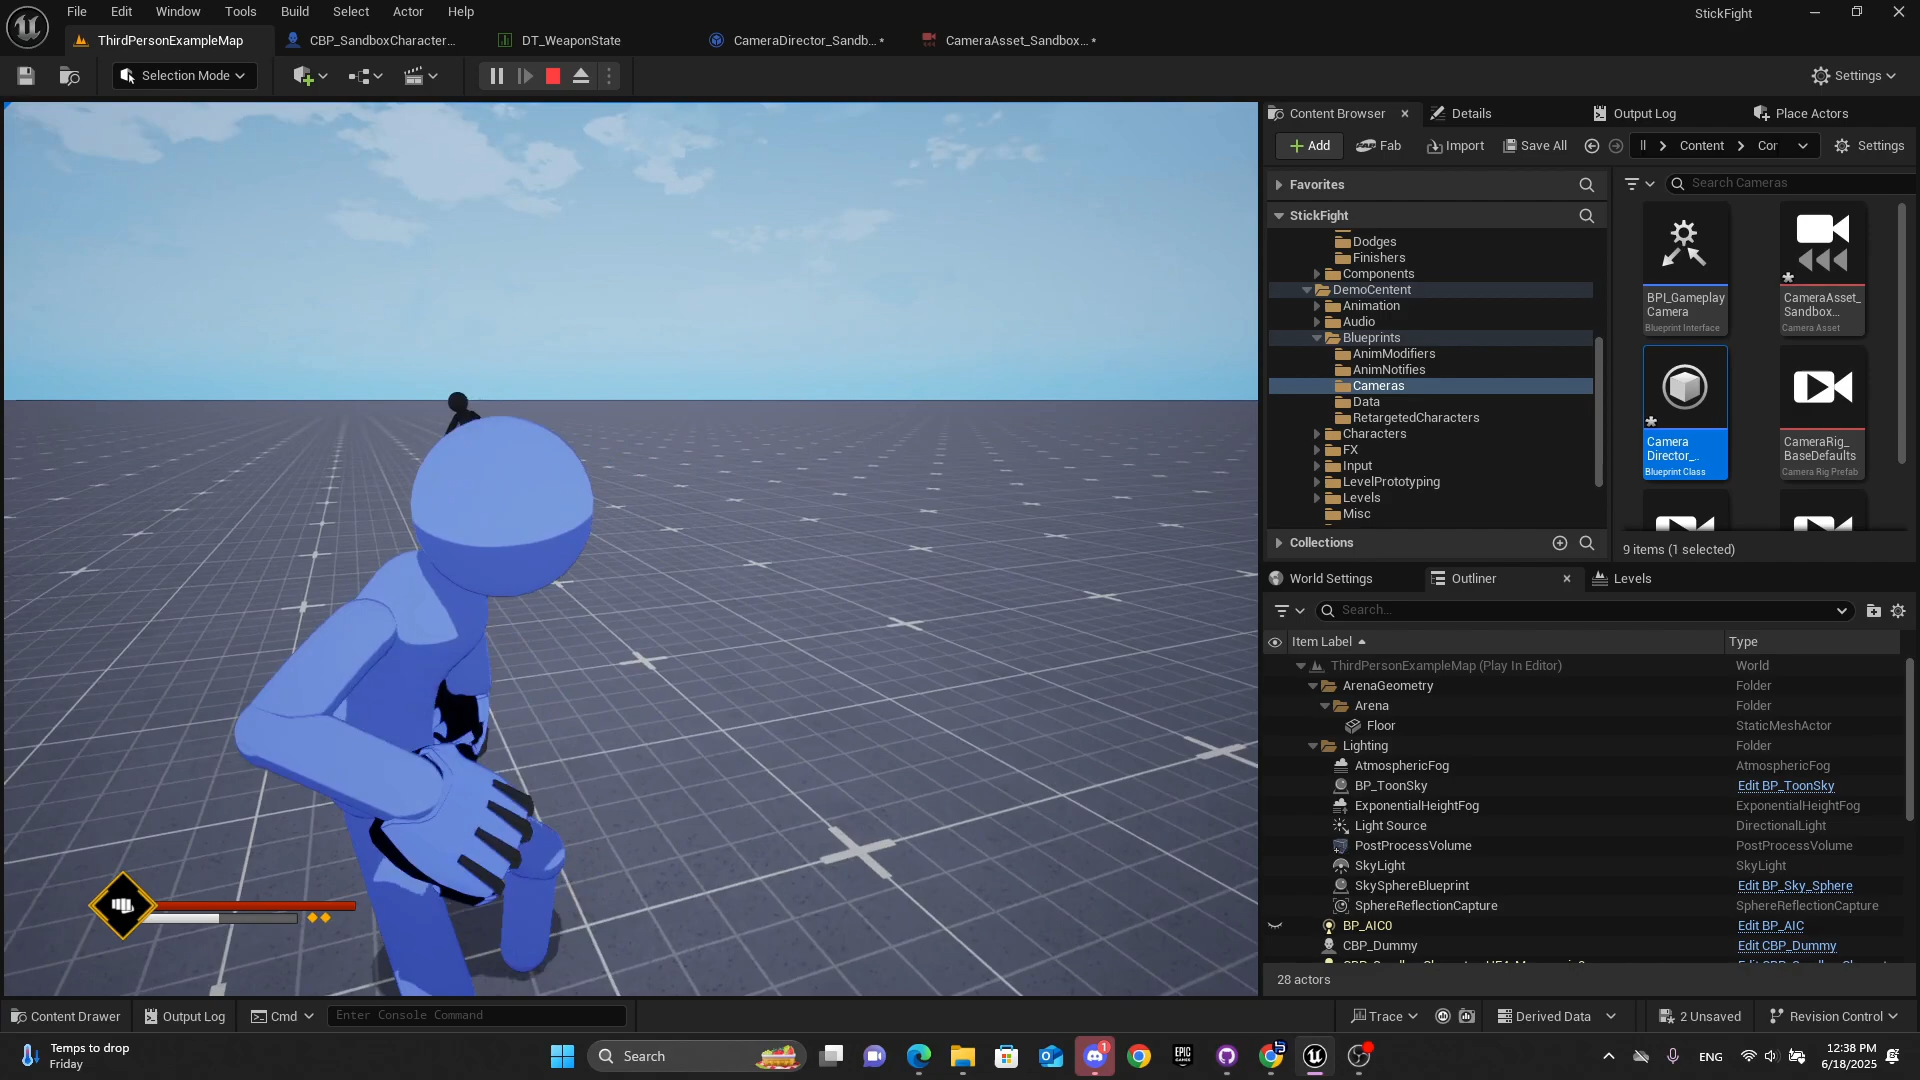 File Edit Window Tools Build Select Actor Help
StickFight
ThirdPersonExampleMap
CBP_SandboxCharacter...
DT_WeaponState
CameraDirector_Sandb...*
CameraAsset_Sandbox...*
Selection Mode
Settings
Content Browser
Details
Output Log
Place Actors
Add
Fab
Import
Save All
Content
Cor
Settings
Favorites
Search Cameras
StickFight
Dodges
Finishers
Components
DemoContent
Animation
Audio
Blueprints
AnimModifiers
AnimNotifies
Cameras
Data
RetargetedCharacters
Characters
FX
Input
LevelPrototyping
Levels
Misc
Collections
BPI_Gameplay
Camera
Blueprint Interface
CameraAsset_
Sandbox...
Camera Asset
Camera
Director_..
Blueprint Class
CameraRig_
BaseDefaults
Camera Rig Prefab
9 items (1 selected)
World Settings
Outliner
Levels
Search...
Item Label
Type
ThirdPersonExampleMap (Play In Editor) World
ArenaGeometry Folder
Arena Folder
Floor StaticMeshActor
Lighting Folder
AtmosphericFog AtmosphericFog
BP_ToonSky Edit BP_ToonSky
ExponentialHeightFog ExponentialHeightFog
Light Source DirectionalLight
PostProcessVolume PostProcessVolume
SkyLight SkyLight
SkySphereBlueprint Edit BP_Sky_Sphere
SphereReflectionCapture SphereReflectionCapture
BP_AIC0 Edit BP_AIC
CBP_Dummy Edit CBP_Dummy
28 actors
Content Drawer
Output Log
Cmd
Enter Console Command
Trace
Derived Data
2 Unsaved
Revision Control
Temps to drop
Friday
Search
1
EPIC
GAMES
ENG
12:38 PM
6/18/2025